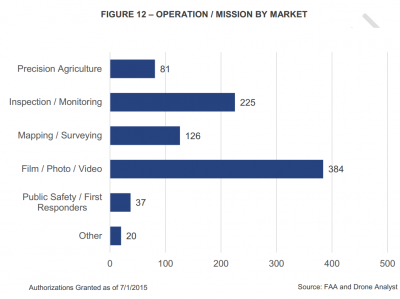 FIGURE 12 – OPERATION / MISSION BY MARKET
Precision Agriculture 81
Inspection / Monitoring 225
Mapping / Surveying 126
Film / Photo / Video 384
Public Safety / First
Responders 37
Other 20
0 100 200 300 400 500
Authorizations Granted as of 7/1/2015 Source: FAA and Drone Analyst